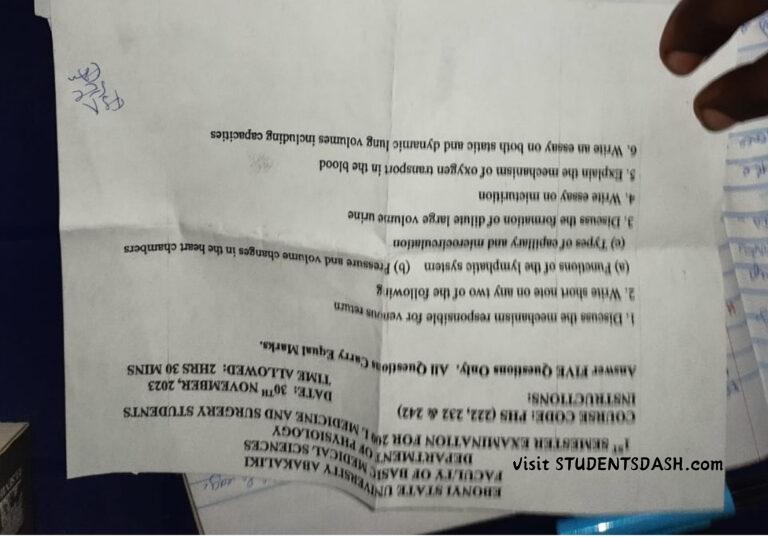 EBONYI STATE UNIVERSITY ABAKALIKI
FACULTY OF BASIC MEDICAL SCIENCES
DEPARTMENT OF PHYSIOLOGY
1ST SEMESTER EXAMINATION FOR 200 L MEDICINE AND SURGERY STUDENTS
COURSE CODE: PHS (222, 232 & 242) DATE: 30TH NOVEMBER, 2023
INSTRUCTIONS: TIME ALLOWED: 2HRS 30 MINS
Answer FIVE Questions Only. All Questions Carry Equal Marks.
1. Discuss the mechanism responsible for venous return
2. Write short note on any two of the following
(a) Functions of the lymphatic system (b) Pressure and volume changes in the heart chambers
(c) Types of capillary and microcirculation
3. Discuss the formation of dilute large volume urine
4. Write essay on micturition
5. Explain the mechanism of oxygen transport in the blood
6. Write an essay on both static and dynamic lung volumes including capacities
Visit STUDENTSDASH.com